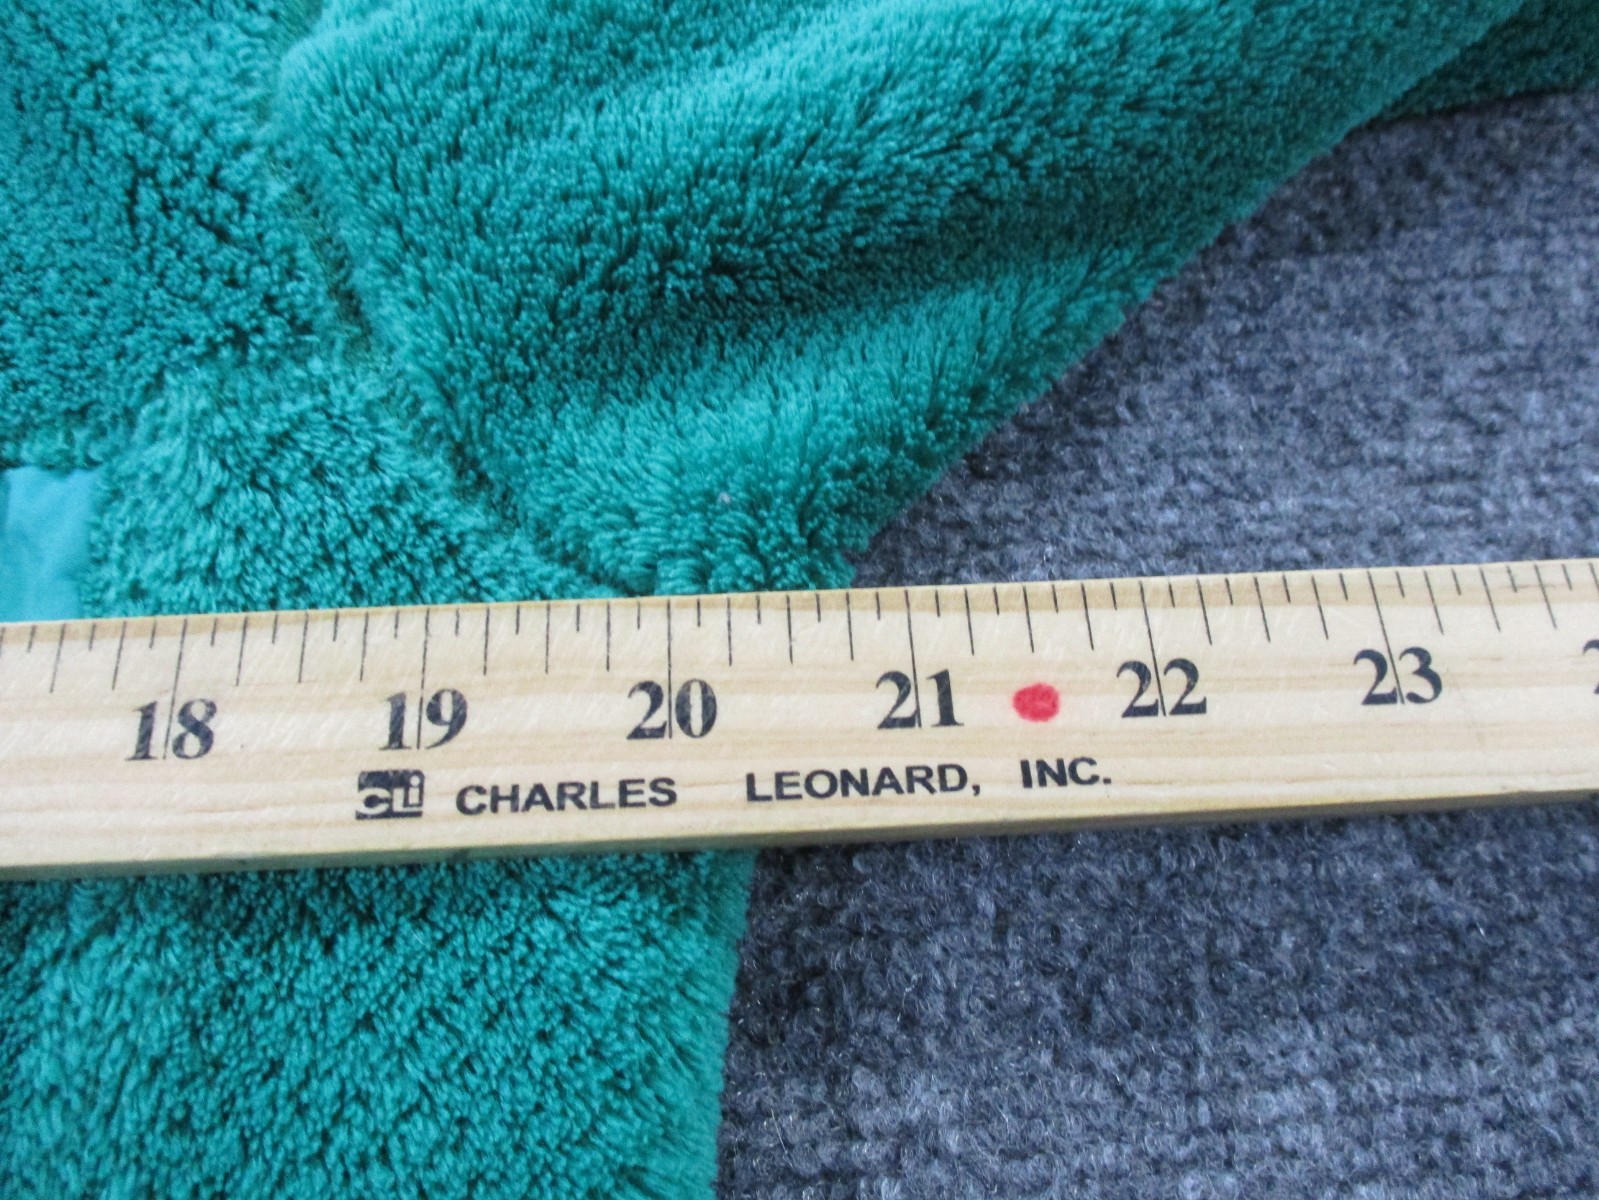 18 19 20 21 22 23
cli CHARLES LEONARD, INC.